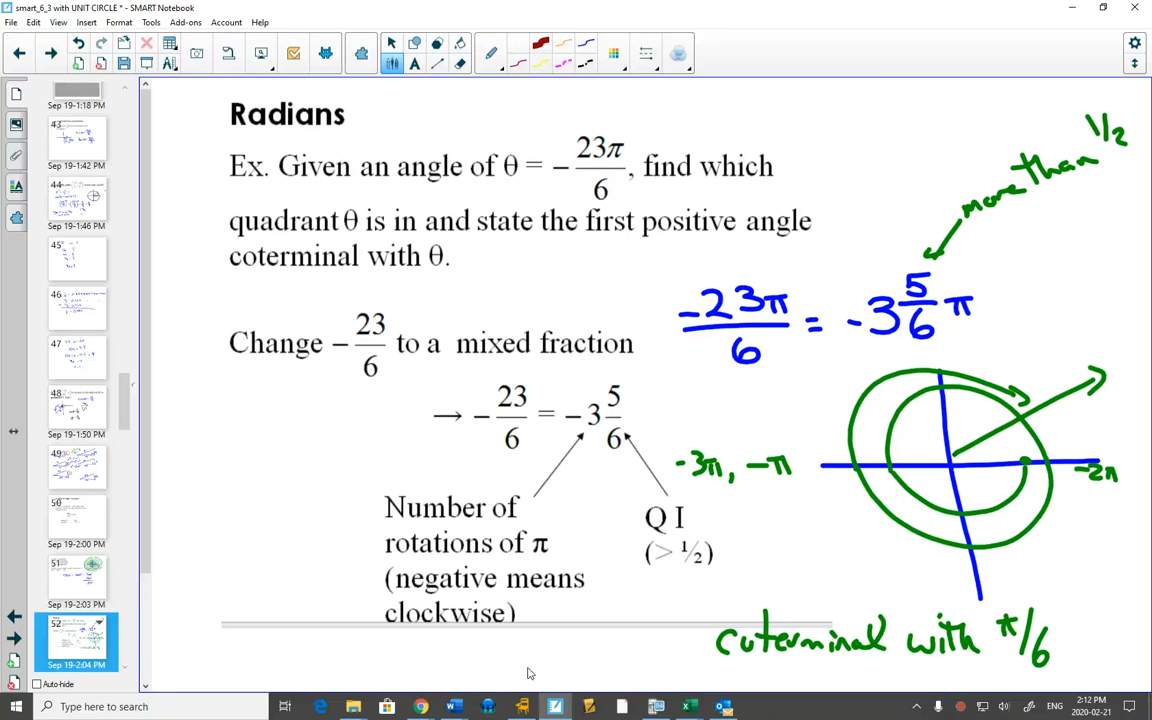 smart_6_3 with UNIT CIRCLE * - SMART Notebook
File Edit View Insert Format Tools Add-ons Account Help
Sep 19-1:18 PM
43
Sep 19-1:42 PM
44
Sep 19-1:46 PM
45
46
47
48
Sep 19-1:50 PM
49
50
Sep 19-2:00 PM
51
Sep 19-2:03 PM
52
Sep 19-2:04 PM
Auto-hide
Radians
Ex. Given an angle of θ = − 23π/6, find which
quadrant θ is in and state the first positive angle
coterminal with θ.
more than 1/2
-23π/6 = -3 5/6 π
Change − 23/6 to a mixed fraction
→ − 23/6 = − 3 5/6
-3π, -π
-2π
Number of
rotations of π
(negative means
clockwise)
Q I
(> ½)
coterminal with π/6
Type here to search
ENG
2:12 PM
2020-02-21